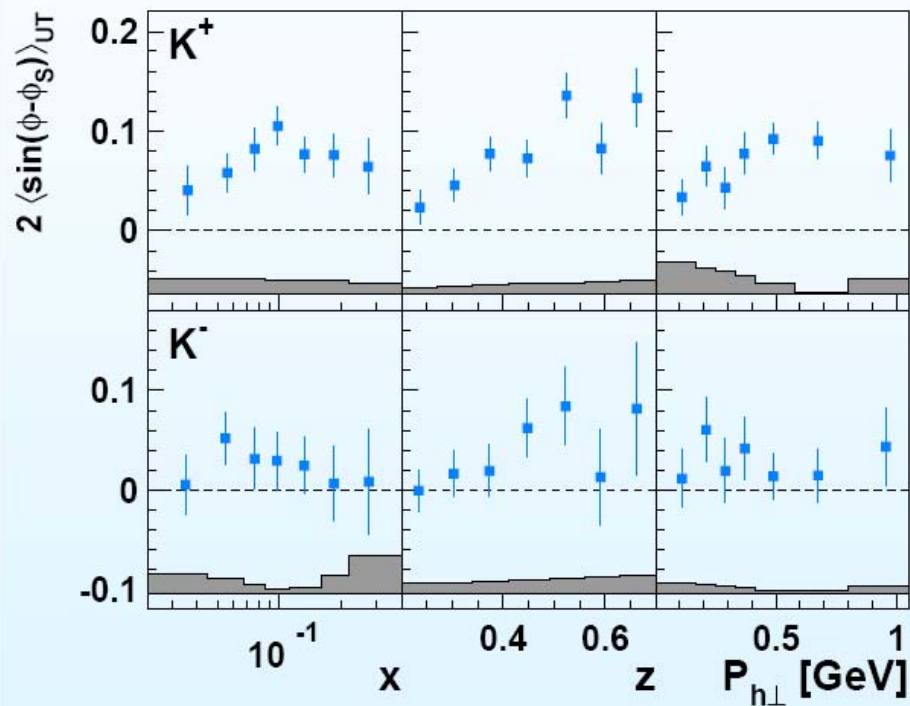 2 ⟨sin(ϕ-ϕS)⟩UT
0.2
K+
0.1
0
K-
0.1
0
-0.1
10-1
0.4
0.6
0.5
1
x
z
Ph⊥ [GeV]